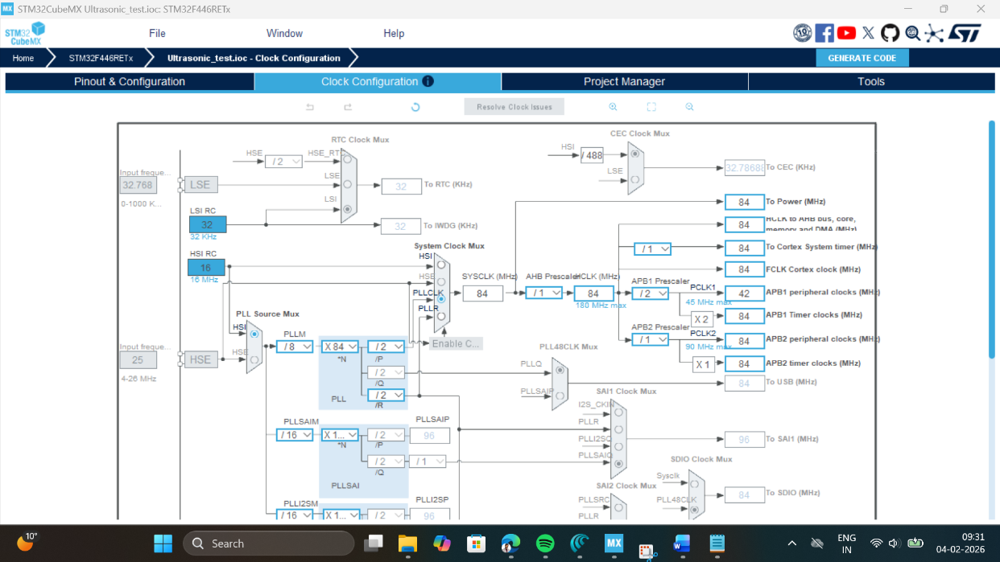 MX STM32CubeMX Ultrasonic_test.ioc: STM32F446RETx
STM32 CubeMX File Window Help 10 ST
Home STM32F446RETx Ultrasonic_test.ioc - Clock Configuration GENERATE CODE
Pinout & Configuration Clock Configuration Project Manager Tools
Resolve Clock Issues
RTC Clock Mux
CEC Clock Mux
HSE / 2 HSE_RTC
HSI / 488
Input freque...
32.768 LSE
0-1000 K...
LSE
LSI
32 To RTC (KHz)
LSE
32.7868 To CEC (KHz)
LSI RC
32
32 KHz
32 To IWDG (KHz)
84 To Power (MHz)
84 HCLK to AHB bus, core,
memory and DMA (MHz)
/ 1 84 To Cortex System timer (MHz)
84 FCLK Cortex clock (MHz)
HSI RC
16
16 MHz
System Clock Mux
HSI
HSE
PLLCLK
PLLR
Enable C...
SYSCLK (MHz)
84
AHB Prescaler
/ 1
HCLK (MHz)
84
180 MHz max
APB1 Prescaler
/ 2
PCLK1
45 MHz max
42 APB1 peripheral clocks (MHz)
X 2 84 APB1 Timer clocks (MHz)
APB2 Prescaler
/ 1
PCLK2
90 MHz max
84 APB2 peripheral clocks (MHz)
X 1 84 APB2 timer clocks (MHz)
PLL Source Mux
HSI
HSE
Input freque...
25 HSE
4-26 MHz
PLLM
/ 8 X 84 / 2
*N /P
/ 2
/Q
PLL / 2
/R
PLL48CLK Mux
PLLQ
PLLSAIP
84 To USB (MHz)
SAI1 Clock Mux
I2S_CKIN
PLLR
PLLI2SQ
PLLSAIQ
96 To SAI1 (MHz)
PLLSAIM PLLSAIP
/ 16 X 1... / 2 96
*N /P
/ 2 / 1
/Q
PLLSAI
SDIO Clock Mux
Sysclk
PLL48CLK
84 To SDIO (MHz)
SAI2 Clock Mux
PLLSRC
PLLR
PLLI2SM PLLI2SP
/ 16 X 1... / 2 96
10° Search MX ENG
IN
09:31
04-02-2026